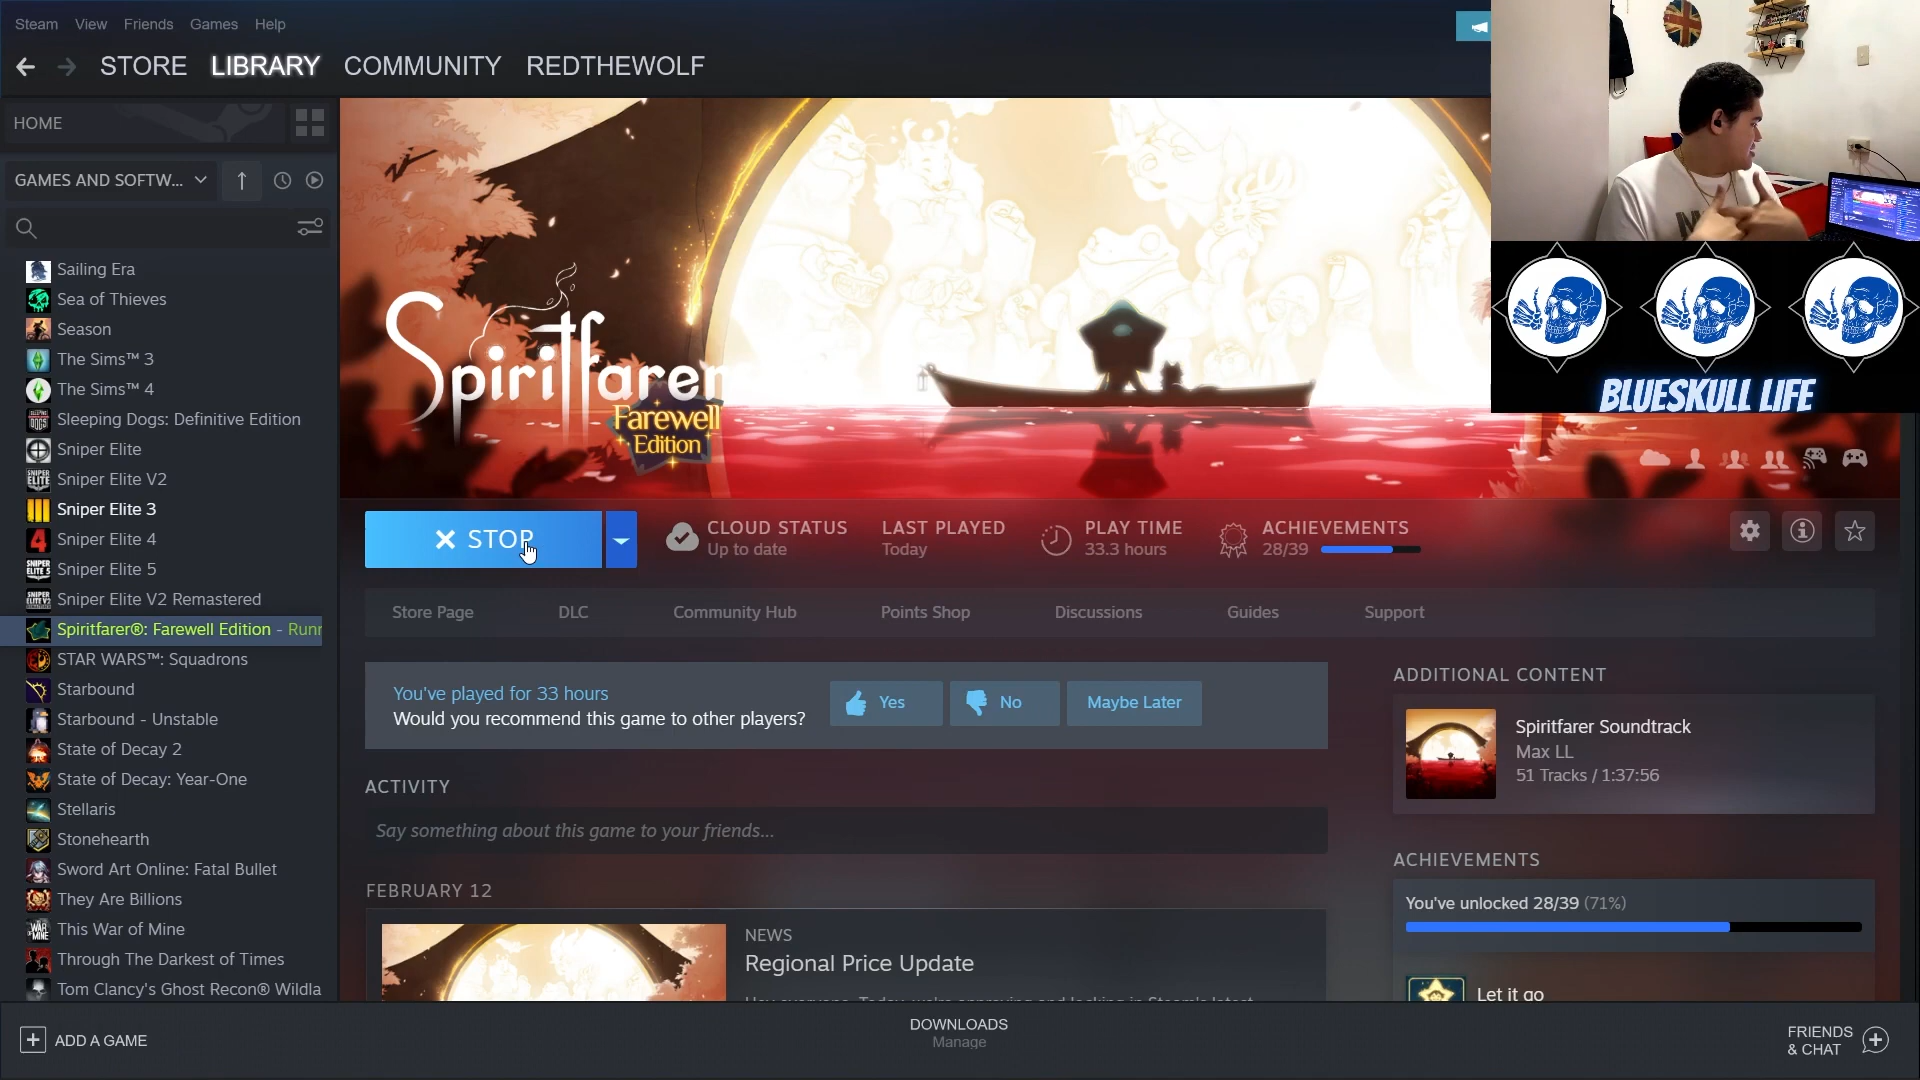 Steam View Friends Games Help
STORE LIBRARY COMMUNITY REDTHEWOLF
HOME
GAMES AND SOFTW...
Sailing Era
Sea of Thieves
Season
The Sims™ 3
The Sims™ 4
Sleeping Dogs: Definitive Edition
Sniper Elite
Sniper Elite V2
Sniper Elite 3
Sniper Elite 4
Sniper Elite 5
Sniper Elite V2 Remastered
Spiritfarer®: Farewell Edition - Runr
STAR WARS™: Squadrons
Starbound
Starbound - Unstable
State of Decay 2
State of Decay: Year-One
Stellaris
Stonehearth
Sword Art Online: Fatal Bullet
They Are Billions
This War of Mine
Through The Darkest of Times
Tom Clancy's Ghost Recon® Wildla
ADD A GAME
Spiritfarer
Farewell
Edition
BLUESKULL LIFE
STOP
CLOUD STATUS
Up to date
LAST PLAYED
Today
PLAY TIME
33.3 hours
ACHIEVEMENTS
28/39
Store Page DLC Community Hub Points Shop Discussions Guides Support
You've played for 33 hours
Would you recommend this game to other players?
Yes No Maybe Later
ACTIVITY
Say something about this game to your friends...
FEBRUARY 12
NEWS
Regional Price Update
ADDITIONAL CONTENT
Spiritfarer Soundtrack
Max LL
51 Tracks / 1:37:56
ACHIEVEMENTS
You've unlocked 28/39 (71%)
Let it go
DOWNLOADS
Manage
FRIENDS
& CHAT